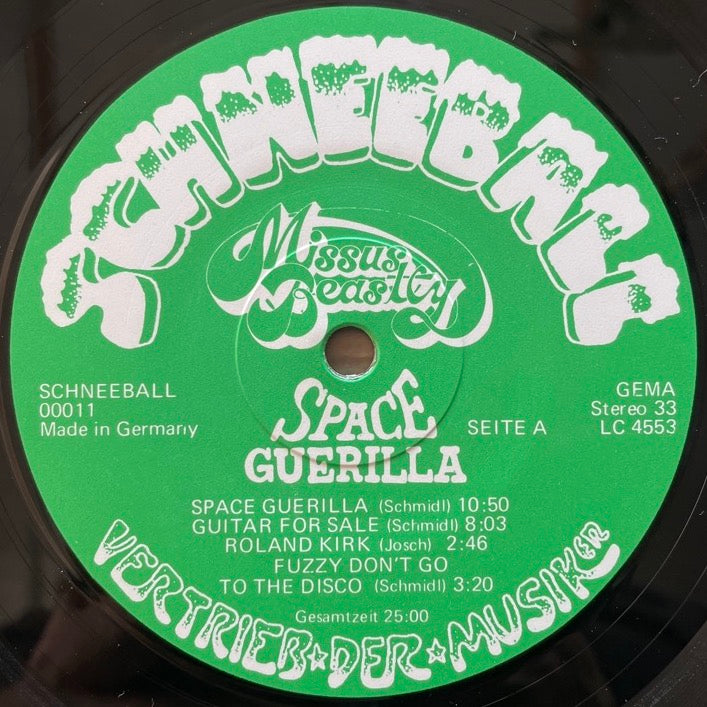 SCHNEEBALL
Missus
Beastly
SCHNEEBALL
00011
Made in Germany
GEMA
Stereo 33
LC 4553
SPACE
GUERILLA
SEITE A
SPACE GUERILLA (Schmidl) 10:50
GUITAR FOR SALE (Schmidl) 8:03
ROLAND KIRK (Josch) 2:46
FUZZY DON'T GO
TO THE DISCO (Schmidl) 3:20
Gesamtzeit 25:00
VERTRIEB ★ DER ★ MUSIKER